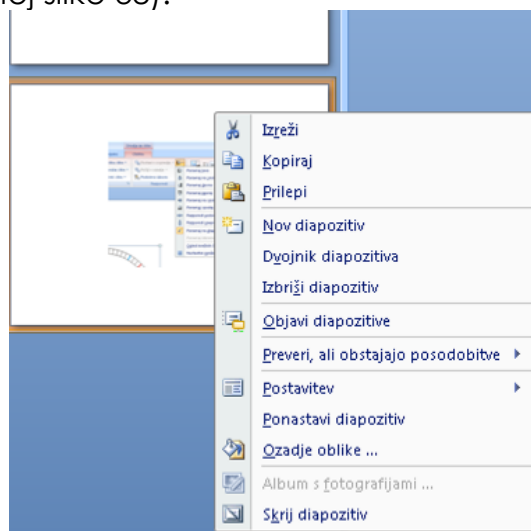 Izreži
Kopiraj
Prilepi
Nov diapozitiv
Dvojnik diapozitiva
Izbriši diapozitiv
Objavi diapozitive
Preveri, ali obstajajo posodobitve
Postavitev
Ponastavi diapozitiv
Ozadje oblike ...
Album s fotografijami ...
Skrij diapozitiv